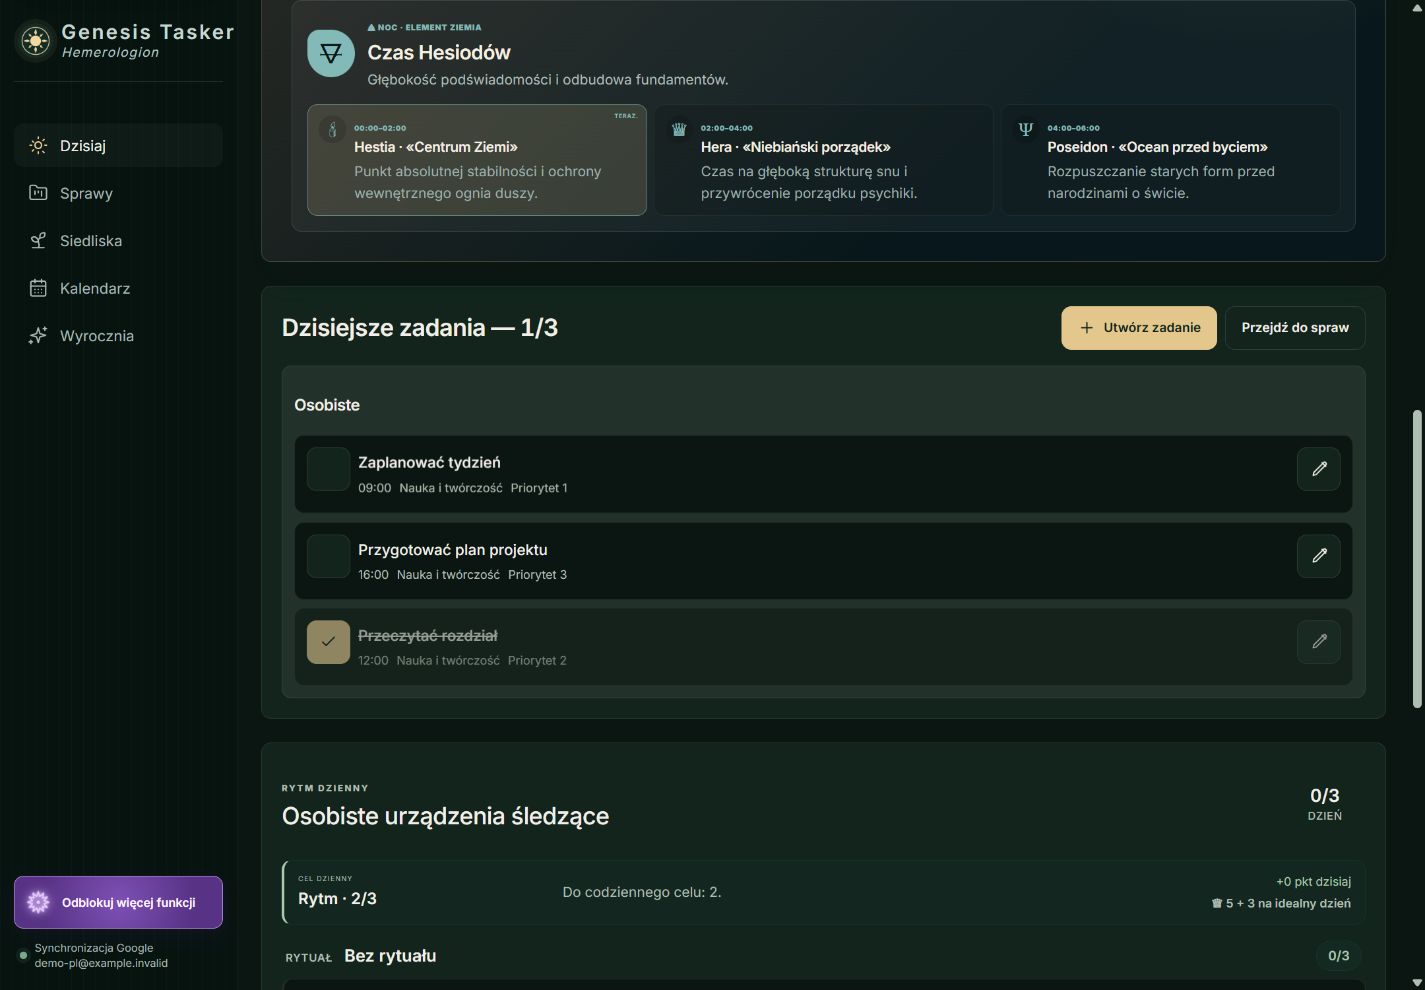 Genesis Tasker
Hemerologion
Dzisiaj
Sprawy
Siedliska
Kalendarz
Wyrocznia
Odblokuj więcej funkcji
Synchronizacja Google
demo-pl@example.invalid
NOC · ELEMENT ZIEMIA
Czas Hesiodów
Głębokość podświadomości i odbudowa fundamentów.
TERAZ.
00:00–02:00
Hestia · «Centrum Ziemi»
Punkt absolutnej stabilności i ochrony
wewnętrznego ognia duszy.
02:00–04:00
Hera · «Niebiański porządek»
Czas na głęboką strukturę snu i
przywrócenie porządku psychiki.
04:00–06:00
Poseidon · «Ocean przed byciem»
Rozpuszczanie starych form przed
narodzinami o świcie.
Dzisiejsze zadania — 1/3
Utwórz zadanie
Przejdź do spraw
Osobiste
Zaplanować tydzień
09:00 Nauka i twórczość Priorytet 1
Przygotować plan projektu
16:00 Nauka i twórczość Priorytet 3
Przeczytać rozdział
12:00 Nauka i twórczość Priorytet 2
RYTM DZIENNY
Osobiste urządzenia śledzące
0/3
DZIEŃ
CEL DZIENNY
Rytm · 2/3
Do codziennego celu: 2.
+0 pkt dzisiaj
5 + 3 na idealny dzień
RYTUAŁ Bez rytuału
0/3